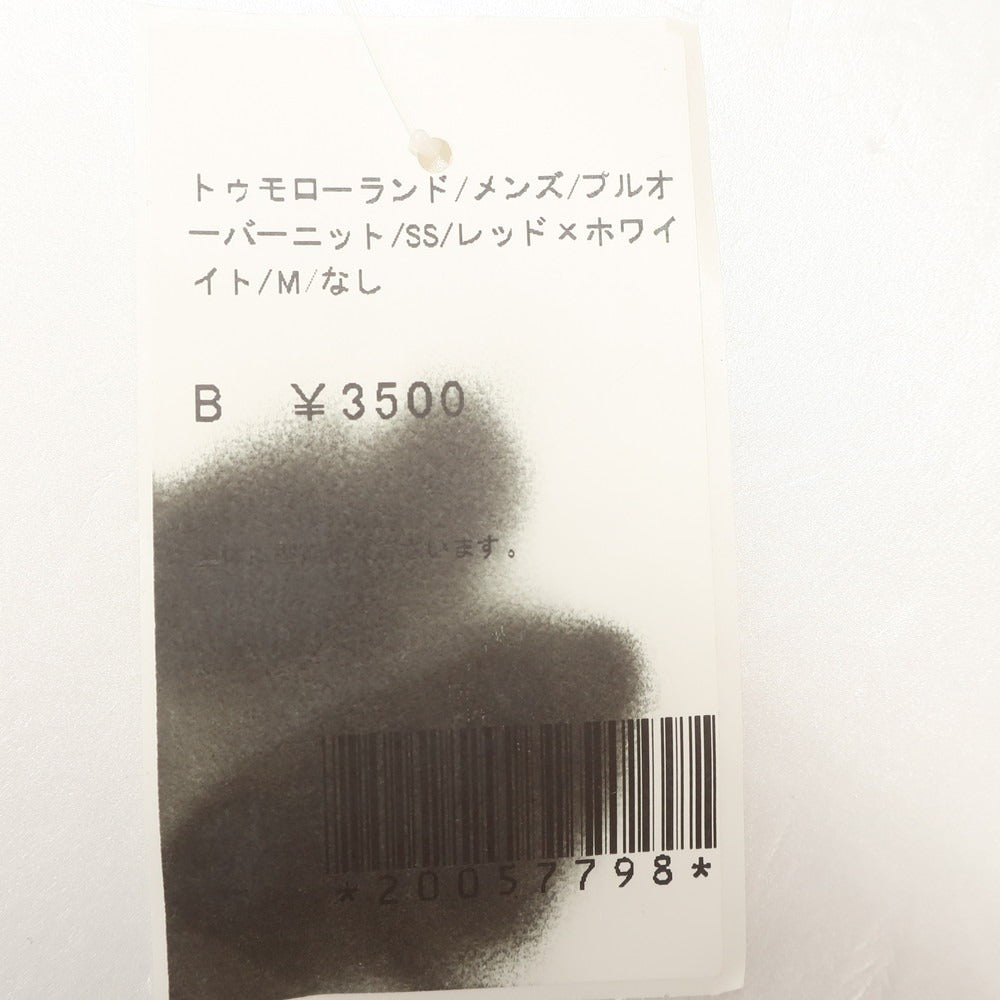 トゥモローランド/メンズ/プルオ
ーバーニット/SS/レッド×ホワイ
イト/M/なし
B ¥3500
います。
*20057798*